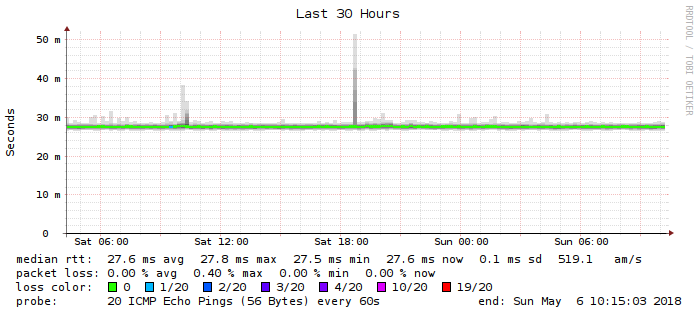 Last 30 Hours
RRDTOOL / TOBI OETIKER
Seconds
50 m
40 m
30 m
20 m
10 m
0
Sat 06:00 Sat 12:00 Sat 18:00 Sun 00:00 Sun 06:00
median rtt: 27.6 ms avg 27.8 ms max 27.5 ms min 27.6 ms now 0.1 ms sd 519.1 am/s
packet loss: 0.00 % avg 0.40 % max 0.00 % min 0.00 % now
loss color: 0 1/20 2/20 3/20 4/20 10/20 19/20
probe: 20 ICMP Echo Pings (56 Bytes) every 60s end: Sun May 6 10:15:03 2018